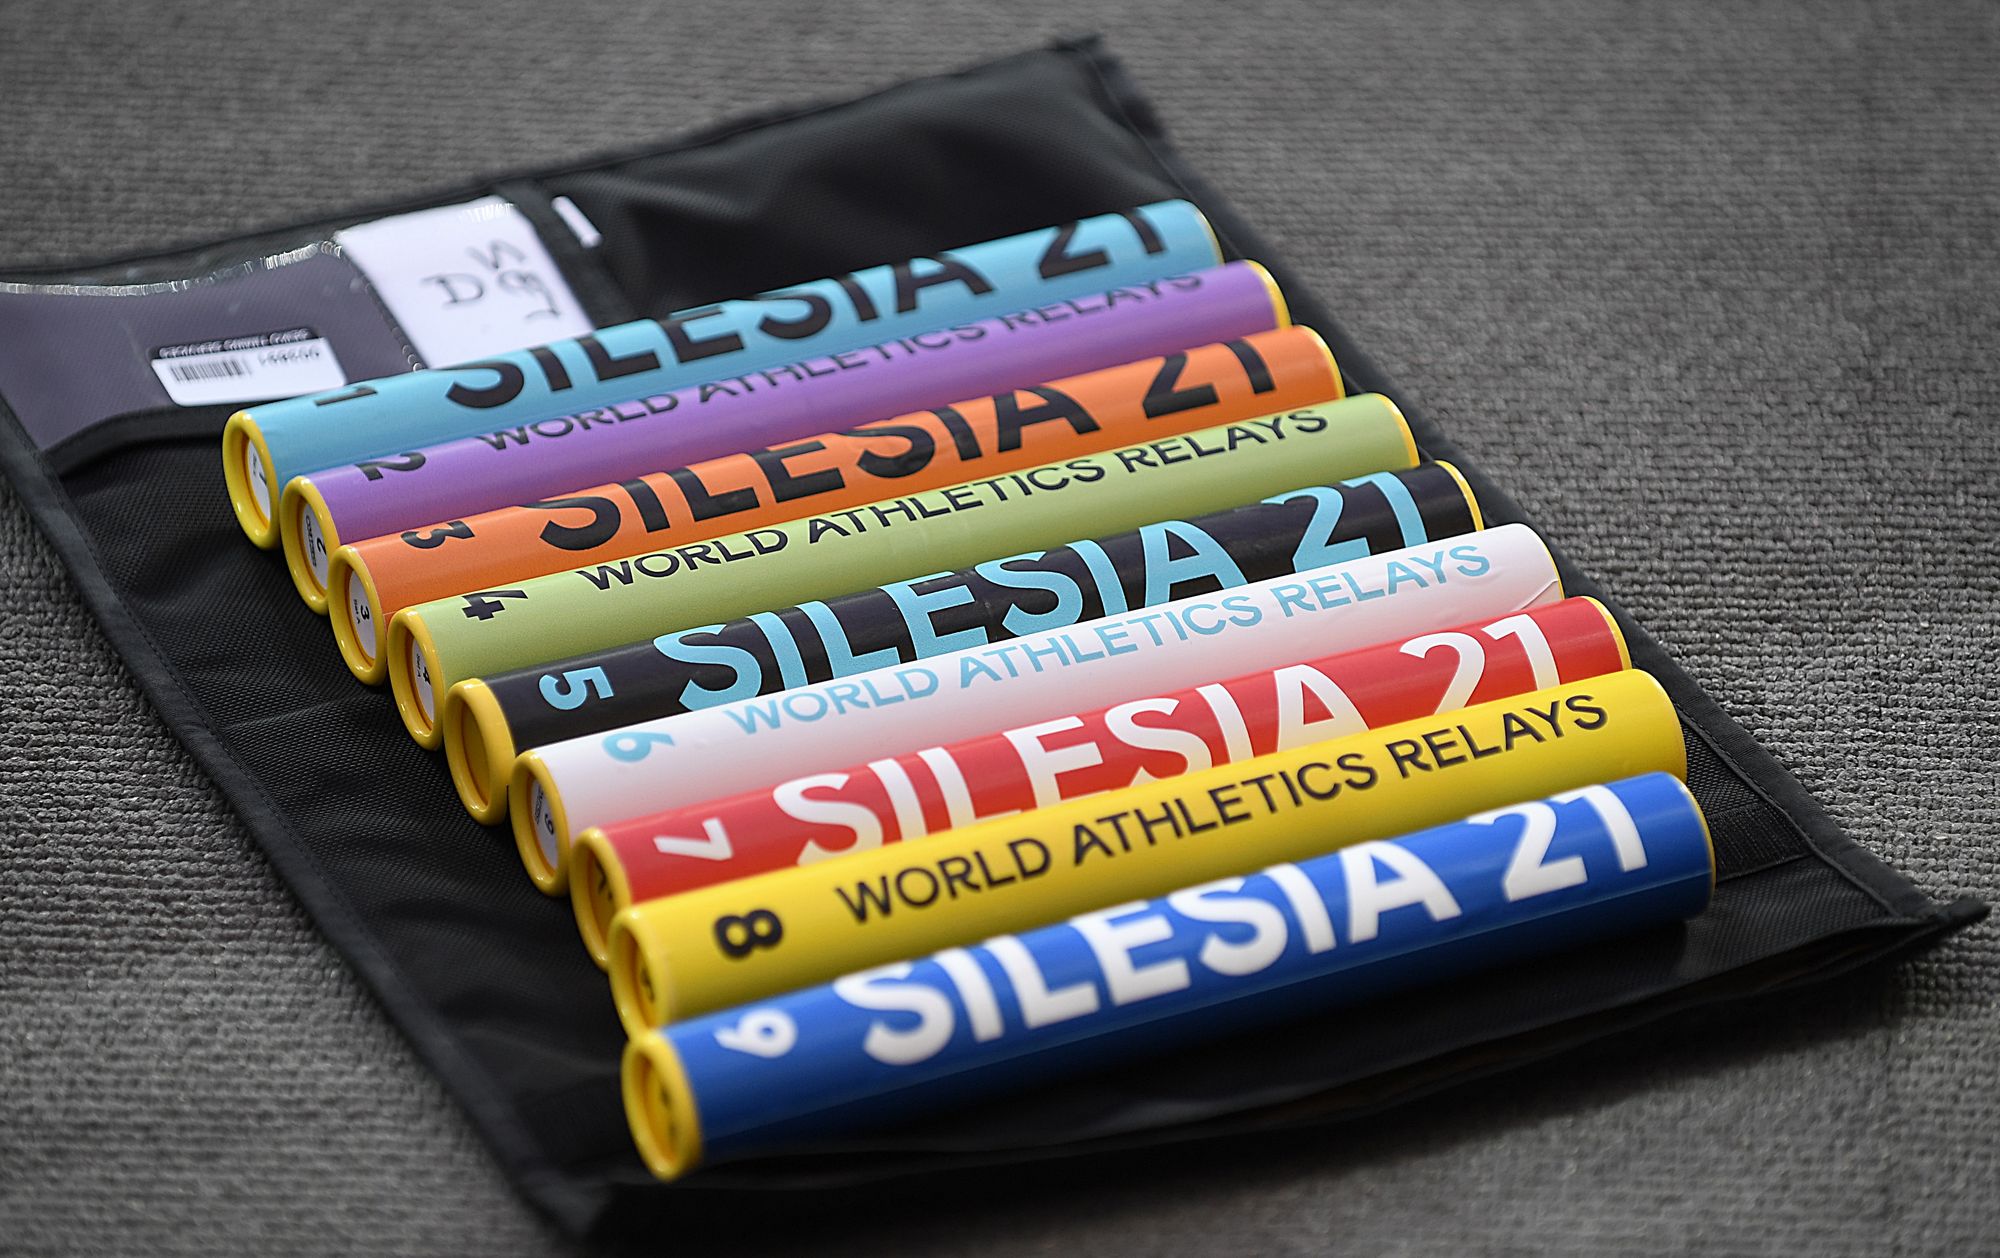 1 SILESIA 21
2 WORLD ATHLETICS RELAYS
3 SILESIA 21
4 WORLD ATHLETICS RELAYS
5 SILESIA 21
6 WORLD ATHLETICS RELAYS
7 SILESIA 21
8 WORLD ATHLETICS RELAYS
9 SILESIA 21